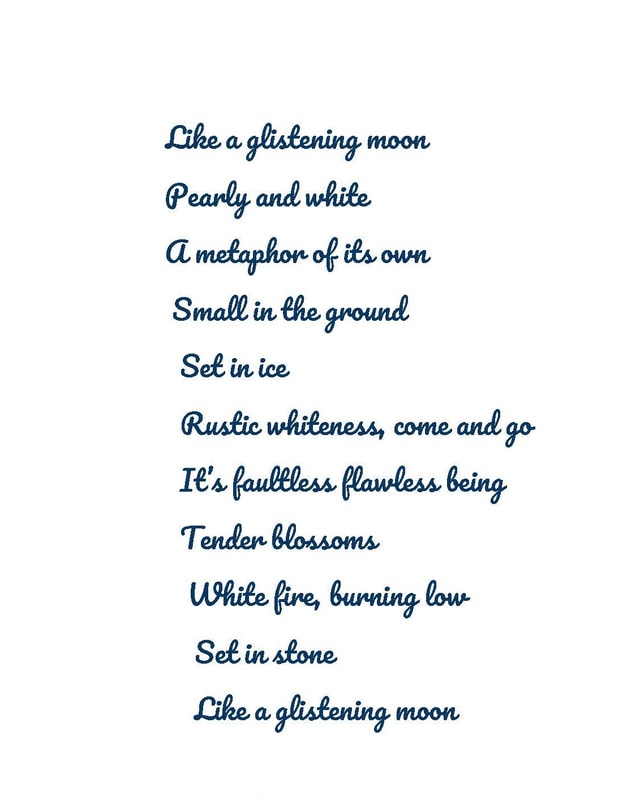 Like a glistening moon
Pearly and white
A metaphor of its own
Small in the ground
Set in ice
Rustic whiteness, come and go
It's faultless flawless being
Tender blossoms
White fire, burning low
Set in stone
Like a glistening moon